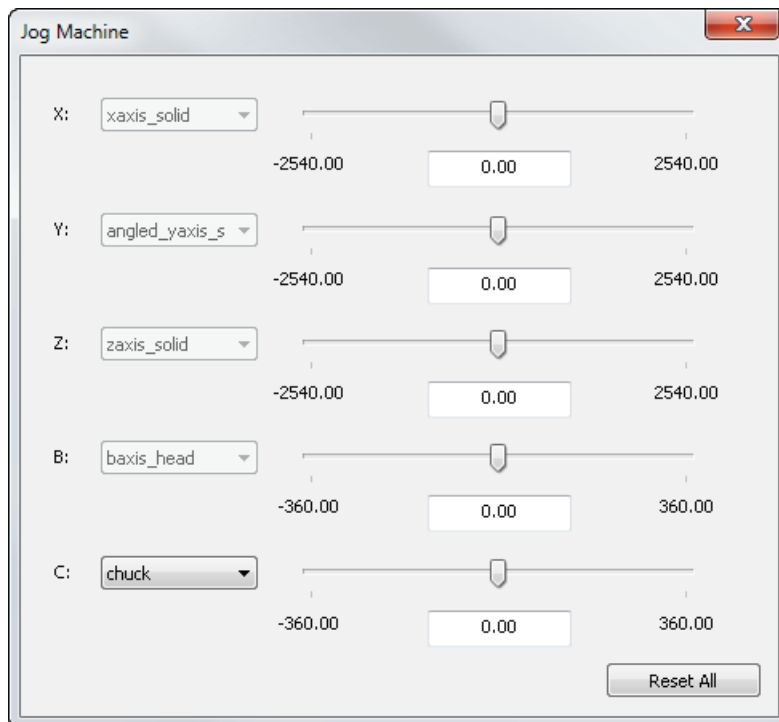 Jog Machine
X: xaxis_solid
-2540.00 0.00 2540.00
Y: angled_yaxis_s
-2540.00 0.00 2540.00
Z: zaxis_solid
-2540.00 0.00 2540.00
B: baxis_head
-360.00 0.00 360.00
C: chuck
-360.00 0.00 360.00
Reset All